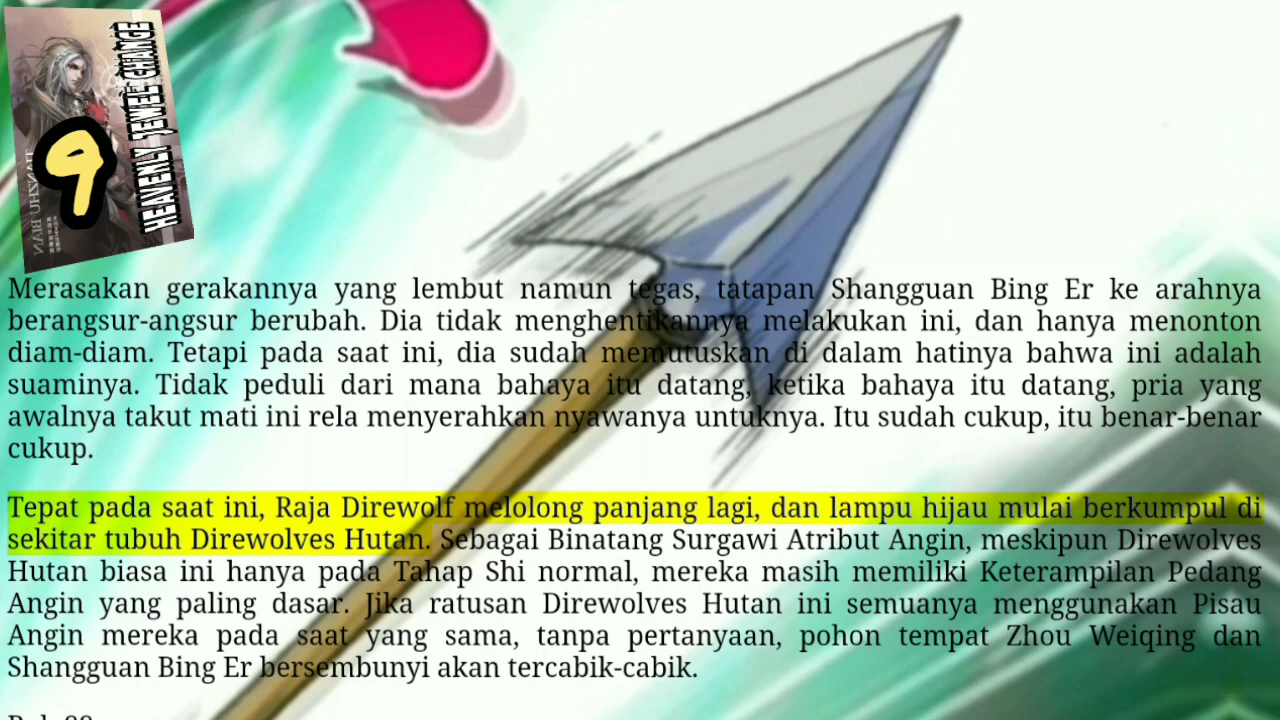 HEAVENLY JEWEL CHANGE
9
Merasakan gerakannya yang lembut namun tegas, tatapan Shangguan Bing Er ke arahnya
berangsur-angsur berubah. Dia tidak menghentikannya melakukan ini, dan hanya menonton
diam-diam. Tetapi pada saat ini, dia sudah memutuskan di dalam hatinya bahwa ini adalah
suaminya. Tidak peduli dari mana bahaya itu datang, ketika bahaya itu datang, pria yang
awalnya takut mati ini rela menyerahkan nyawanya untuknya. Itu sudah cukup, itu benar-benar
cukup.
Tepat pada saat ini, Raja Direwolf melolong panjang lagi, dan lampu hijau mulai berkumpul di
sekitar tubuh Direwolves Hutan. Sebagai Binatang Surgawi Atribut Angin, meskipun Direwolves
Hutan biasa ini hanya pada Tahap Shi normal, mereka masih memiliki Keterampilan Pedang
Angin yang paling dasar. Jika ratusan Direwolves Hutan ini semuanya menggunakan Pisau
Angin mereka pada saat yang sama, tanpa pertanyaan, pohon tempat Zhou Weiqing dan
Shangguan Bing Er bersembunyi akan tercabik-cabik.